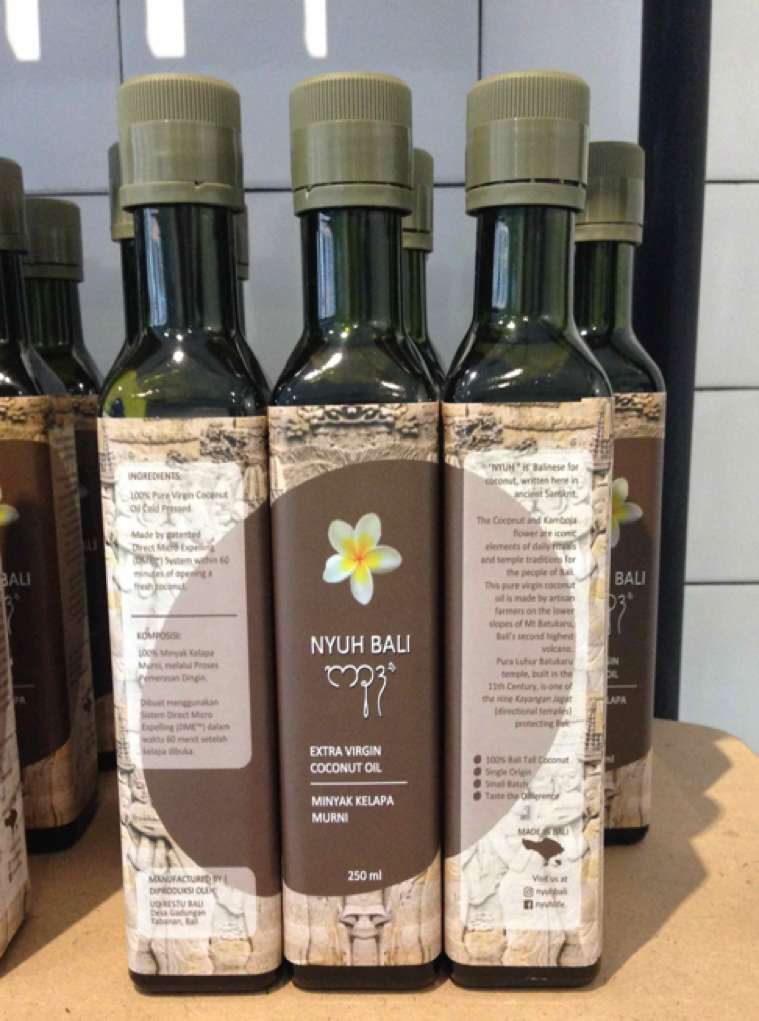 INGREDIENTS:
100% Pure Virgin Coconut
Oil Cold Pressed.
Made by patented
Direct Micro Expelling
(DME™) System within 60
minutes of opening a
fresh coconut.
KOMPOSISI:
100% Minyak Kelapa
Murni, melalui Proses
Pemerasan Dingin.
Dibuat menggunakan
Sistem Direct Micro
Expelling (DME™) dalam
waktu 60 menit setelah
kelapa dibuka.
MANUFACTURED BY |
DIPRODUKSI OLEH:
UD RESTU BALI
Desa Gadungan
Tabanan, Bali
NYUH BALI
EXTRA VIRGIN
COCONUT OIL
MINYAK KELAPA
MURNI
250 ml
"NYUH" is Balinese for
coconut, written here in
ancient Sanskrit.
The Coconut and Kamboja
flower are iconic
elements of daily rituals
and temple traditions for
the people of Bali.
This pure virgin coconut
oil is made by artisan
farmers on the lower
slopes of Mt Batukaru,
Bali's second highest
volcano.
Pura Luhur Batukaru
temple, built in the
11th Century, is one of
the nine Kayangan Jagat
(directional temples)
protecting Bali.
100% Bali Tall Coconut
Single Origin
Small Batch
Taste the Difference
MADE IN BALI
Visit us at
nyuhbali
nyuhlife.
BALI
BALI
GIN
OIL
LAPA